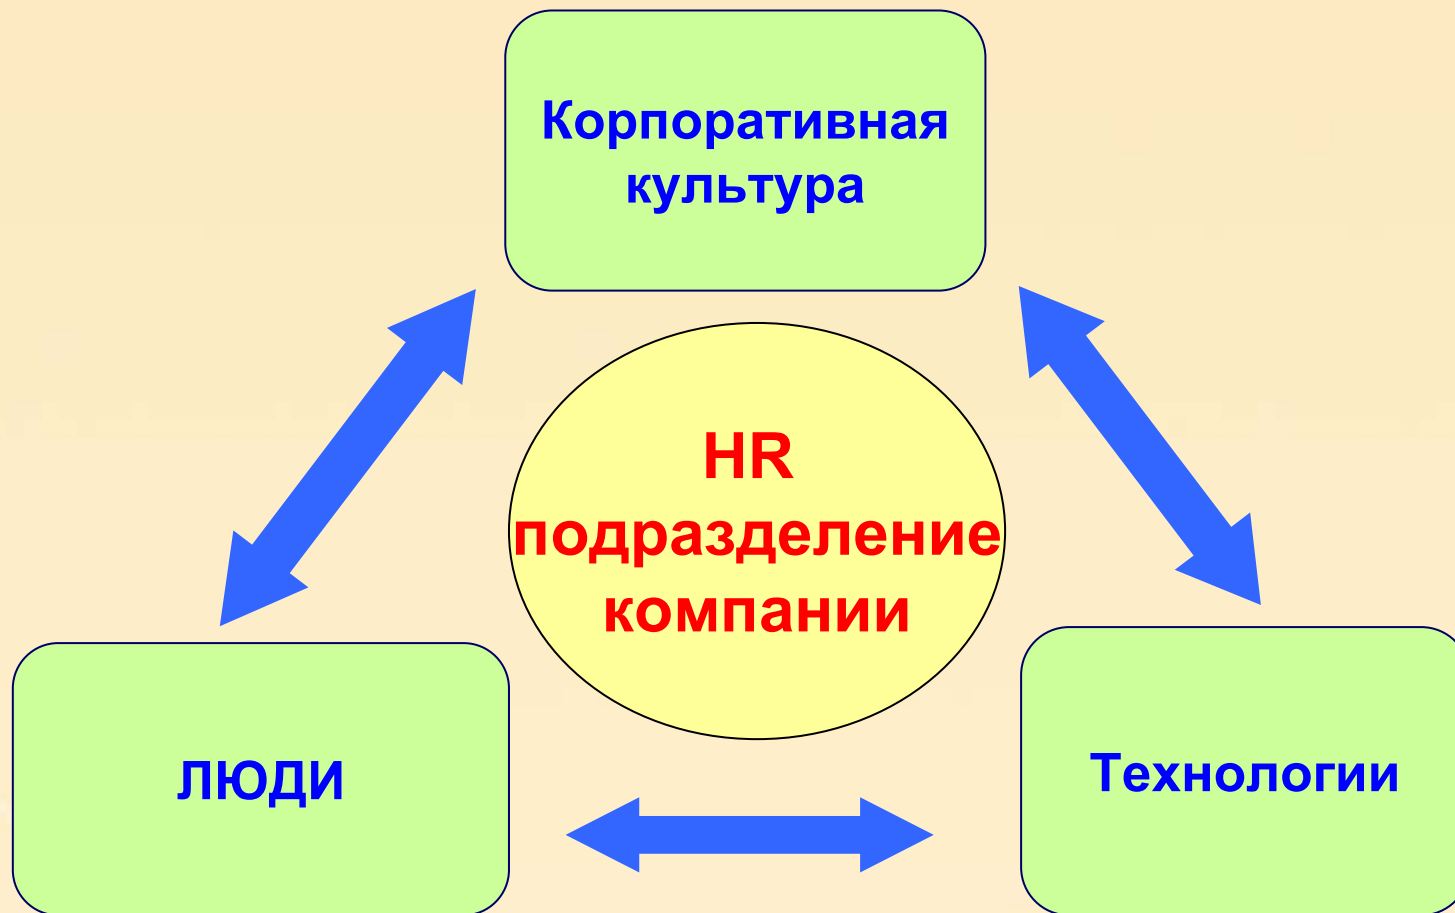 Корпоративная
культура
HR
подразделение
компании
ЛЮДИ
Технологии